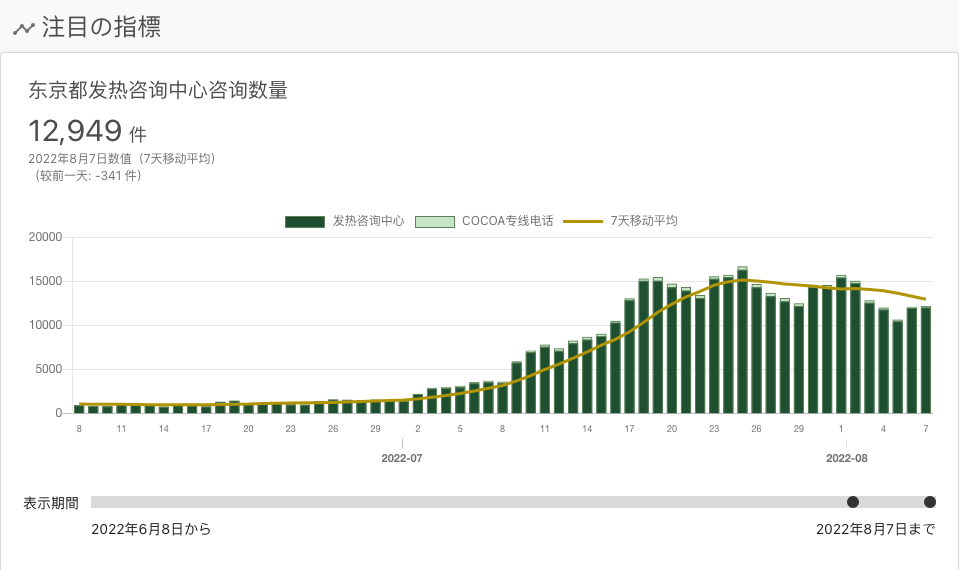 注目の指標
东京都发热咨询中心咨询数量
12,949 件
2022年8月7日数值（7天移动平均）
（较前一天: -341 件）
发热咨询中心 COCOA专线电话 7天移动平均
20000
15000
10000
5000
0
8 11 14 17 20 23 26 29 2 5 8 11 14 17 20 23 26 29 1 4 7
2022-07 2022-08
表示期間
2022年6月8日から 2022年8月7日まで